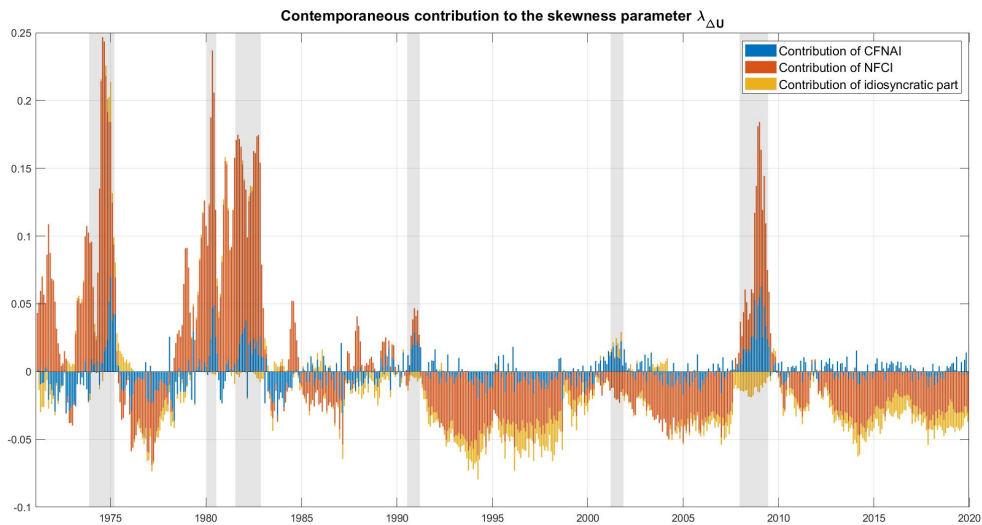 Contemporaneous contribution to the skewness parameter λ_ΔU
0.25
Contribution of CFNAI
Contribution of NFCI
Contribution of idiosyncratic part
0.2
0.15
0.1
0.05
0
-0.05
-0.1
1975 1980 1985 1990 1995 2000 2005 2010 2015 2020